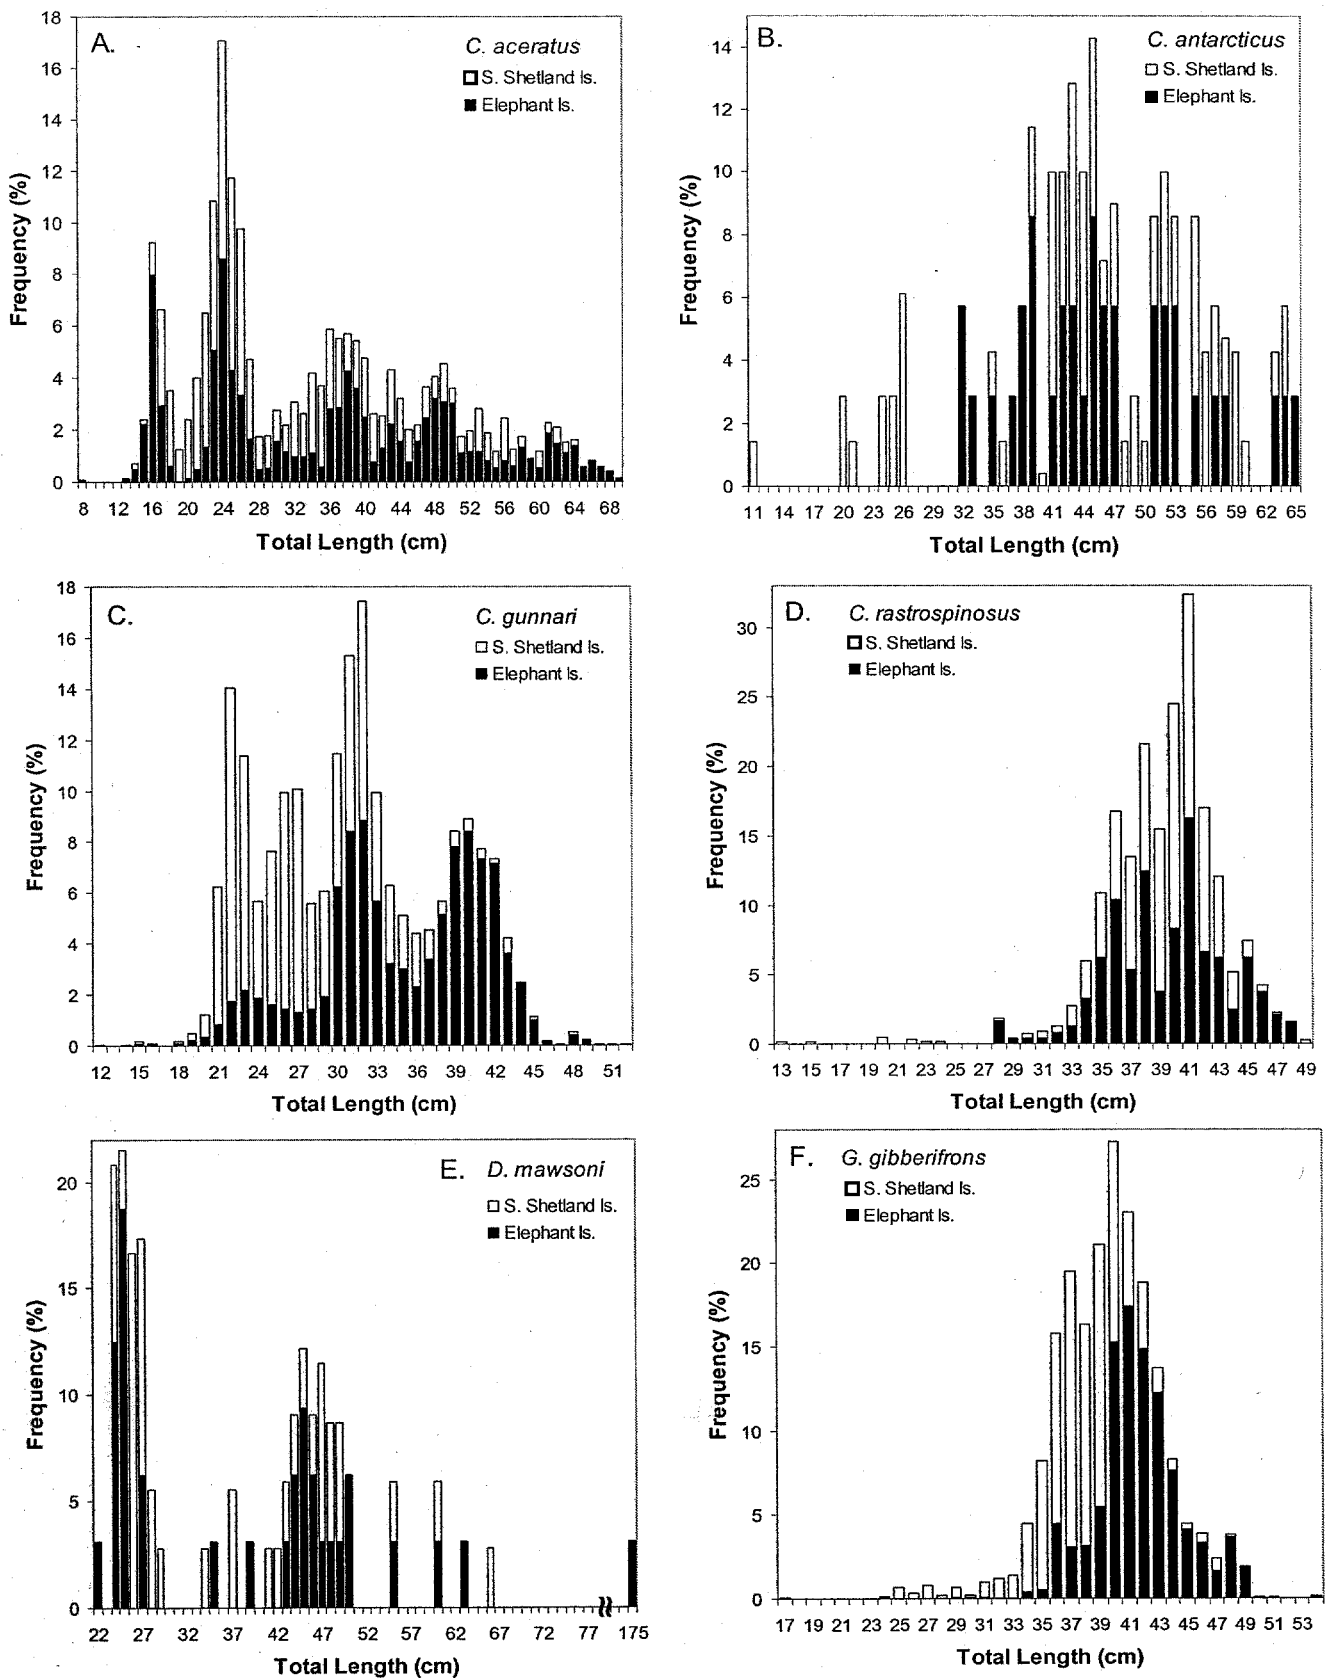 A.
C. aceratus
S. Shetland Is.
Elephant Is.
Frequency (%)
18
16
14
12
10
8
6
4
2
0
8 12 16 20 24 28 32 36 40 44 48 52 56 60 64 68
Total Length (cm)
B.
C. antarcticus
S. Shetland Is.
Elephant Is.
Frequency (%)
14
12
10
8
6
4
2
0
11 14 17 20 23 26 29 32 35 38 41 44 47 50 53 56 59 62 65
Total Length (cm)
C.
C. gunnari
S. Shetland Is.
Elephant Is.
Frequency (%)
18
16
14
12
10
8
6
4
2
0
12 15 18 21 24 27 30 33 36 39 42 45 48 51
Total Length (cm)
D.
C. rastrospinosus
S. Shetland Is.
Elephant Is.
Frequency (%)
30
25
20
15
10
5
0
13 15 17 19 21 23 25 27 29 31 33 35 37 39 41 43 45 47 49
Total Length (cm)
E.
D. mawsoni
S. Shetland Is.
Elephant Is.
Frequency (%)
20
15
10
5
0
22 27 32 37 42 47 52 57 62 67 72 77 175
Total Length (cm)
F.
G. gibberifrons
S. Shetland Is.
Elephant Is.
Frequency (%)
25
20
15
10
5
0
17 19 21 23 25 27 29 31 33 35 37 39 41 43 45 47 49 51 53
Total Length (cm)